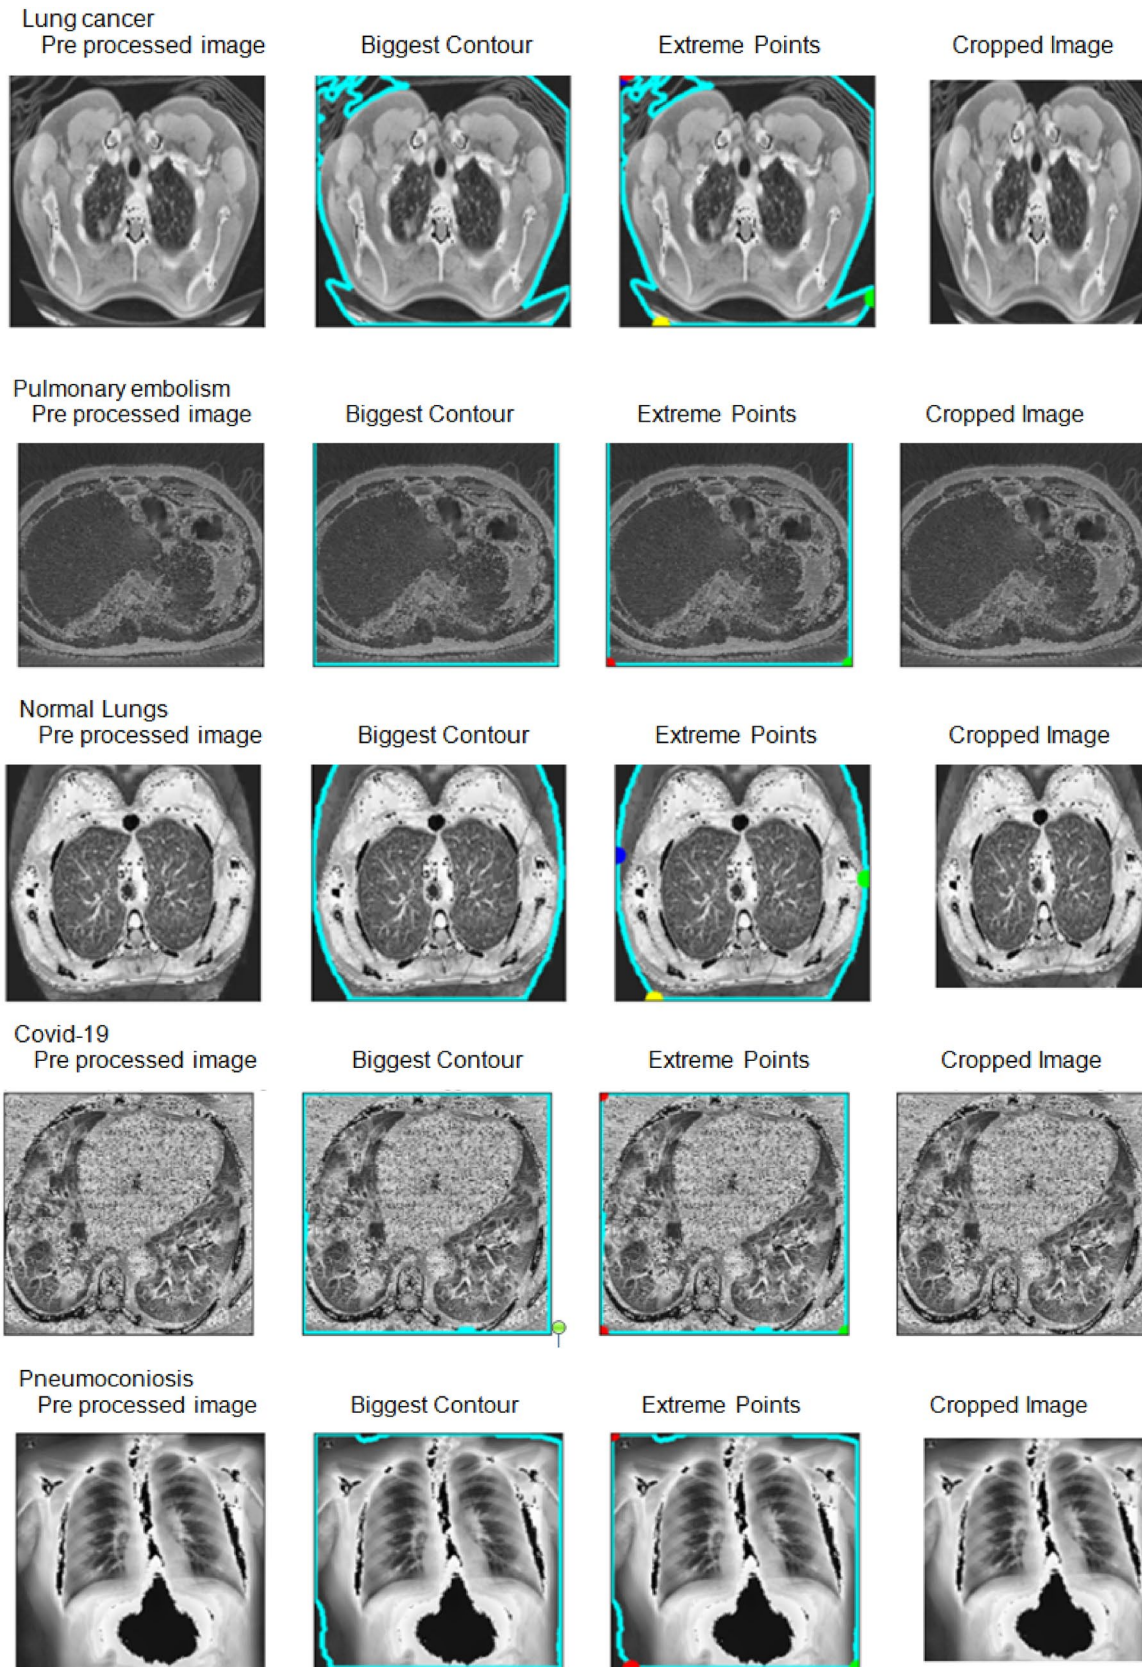 Lung cancer
Pre processed image Biggest Contour Extreme Points Cropped Image
Pulmonary embolism
Pre processed image Biggest Contour Extreme Points Cropped Image
Normal Lungs
Pre processed image Biggest Contour Extreme Points Cropped Image
Covid-19
Pre processed image Biggest Contour Extreme Points Cropped Image
Pneumoconiosis
Pre processed image Biggest Contour Extreme Points Cropped Image